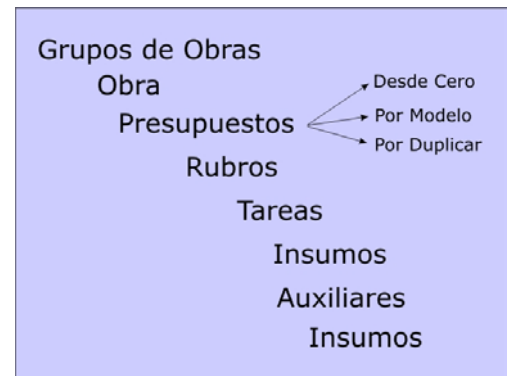 Grupos de Obras
Obra
Presupuestos
Desde Cero
Por Modelo
Por Duplicar
Rubros
Tareas
Insumos
Auxiliares
Insumos